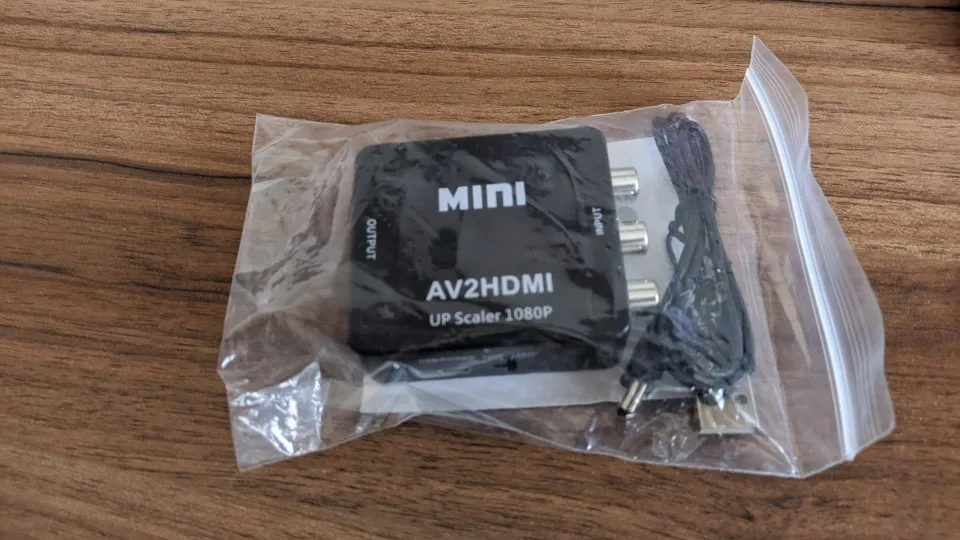 MINI
OUTPUT
INPUT
AV2HDMI
UP Scaler 1080P